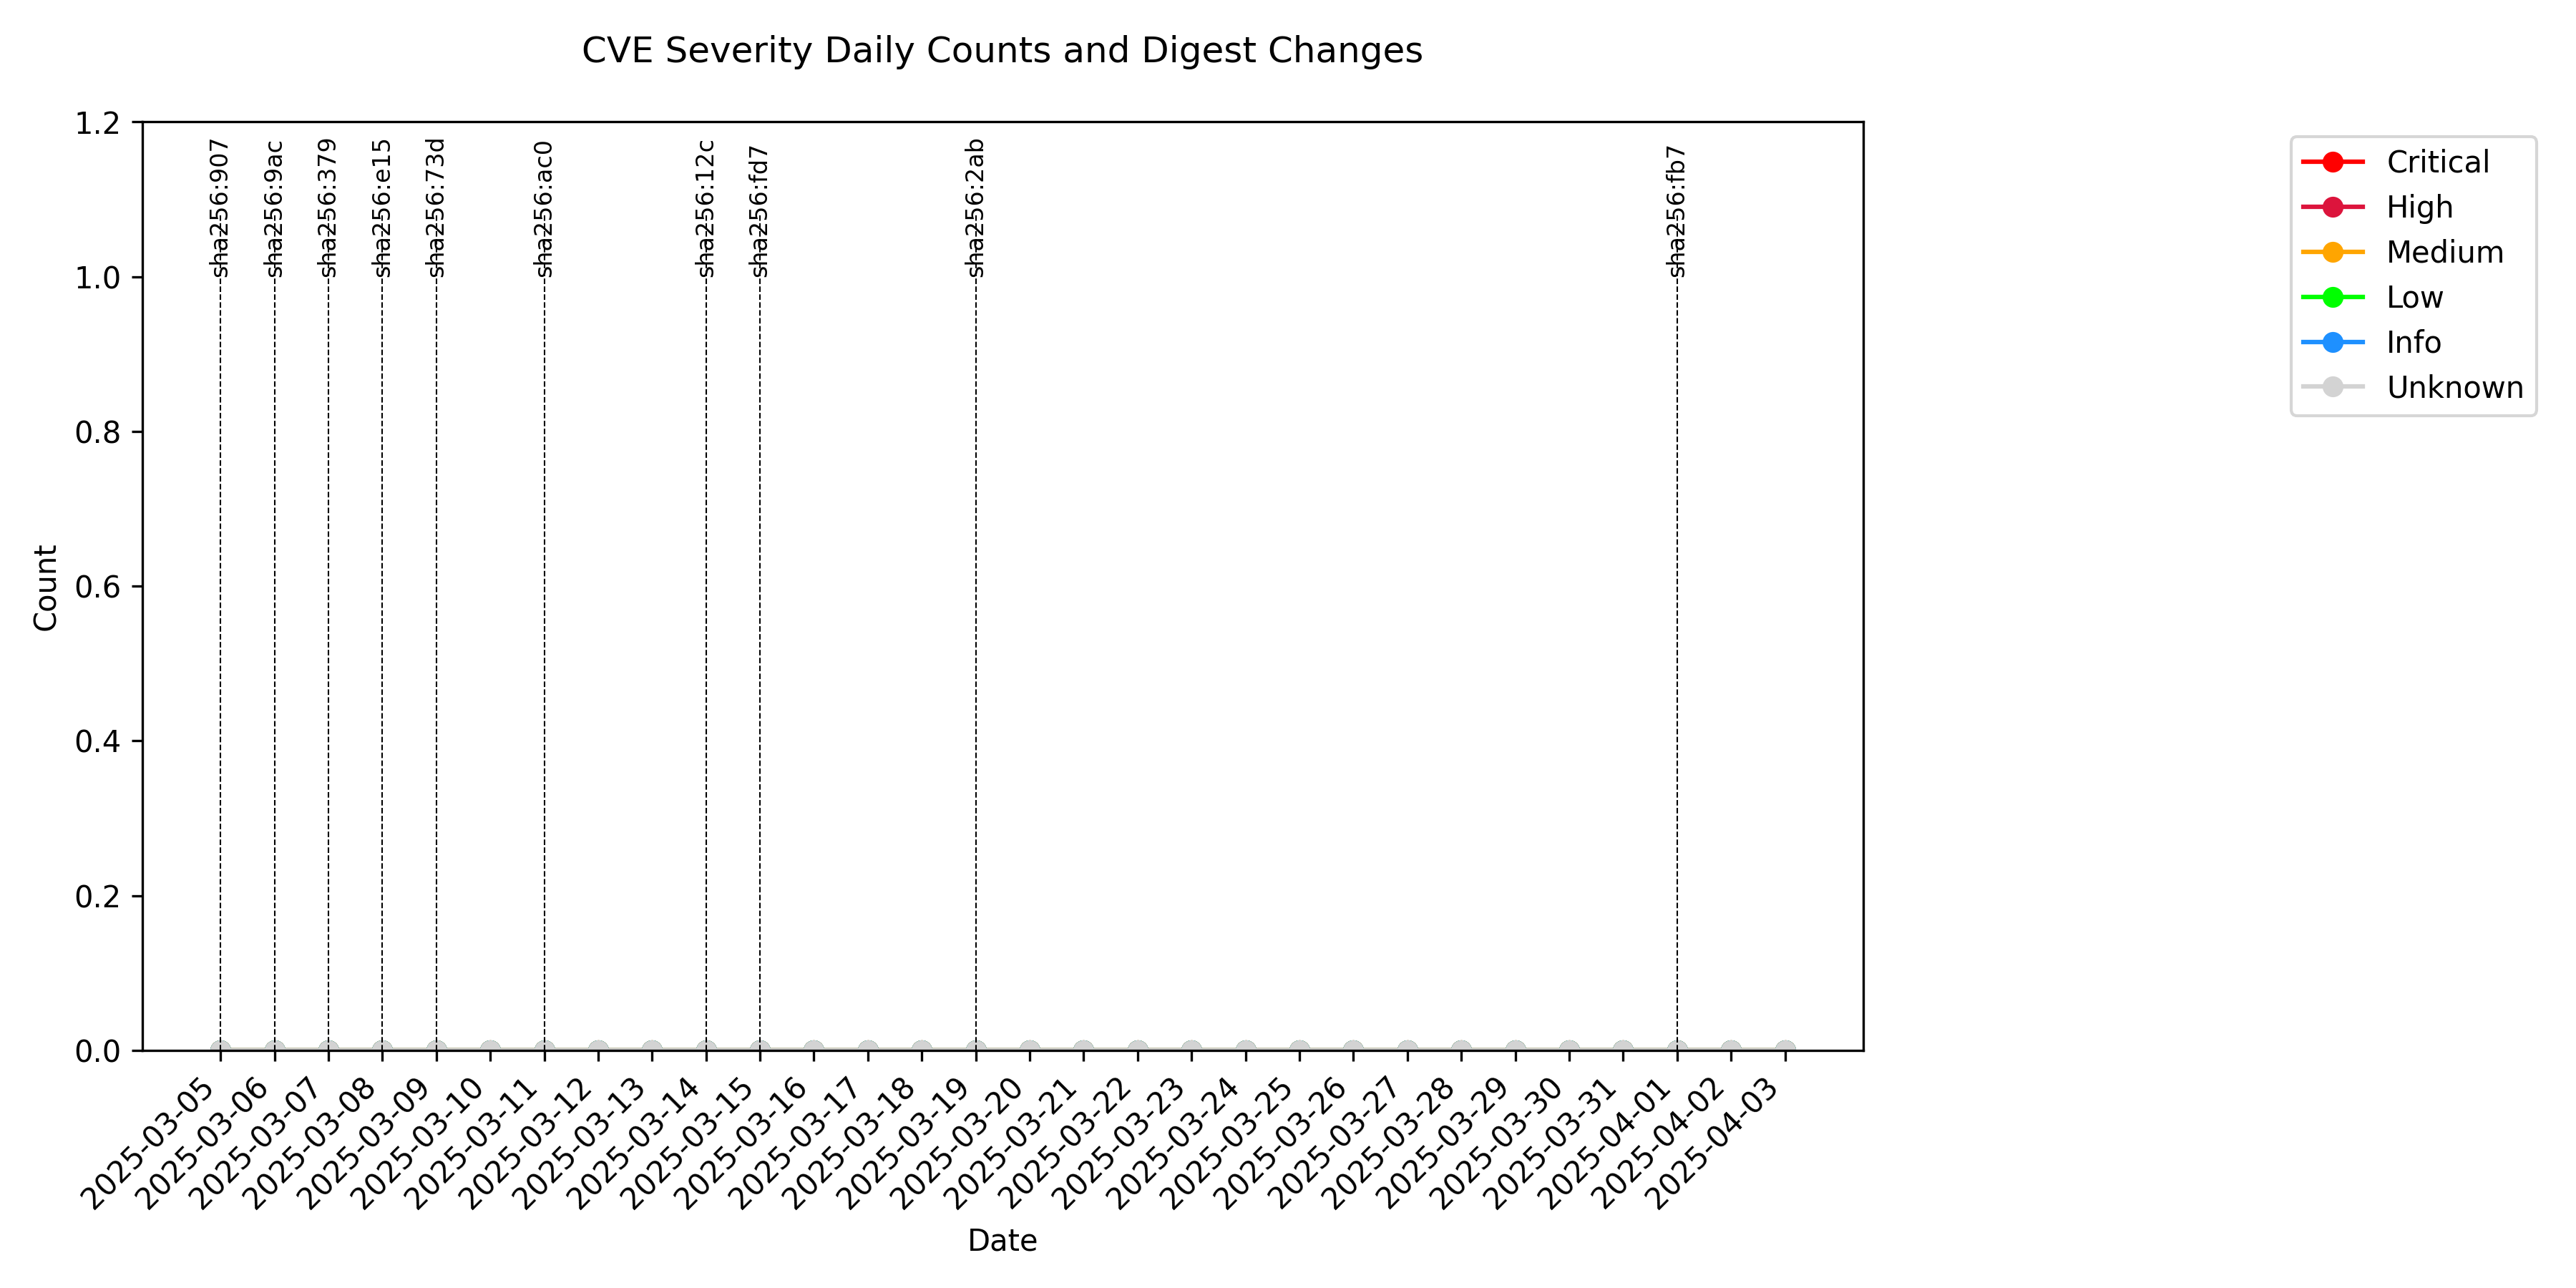 CVE Severity Daily Counts and Digest Changes
1.2
1.0
0.8
0.6
0.4
0.2
0.0
Count
sha256:907
sha256:9ac
sha256:379
sha256:e15
sha256:73d
sha256:ac0
sha256:12c
sha256:fd7
sha256:2ab
sha256:fb7
Critical
High
Medium
Low
Info
Unknown
2025-03-05
2025-03-06
2025-03-07
2025-03-08
2025-03-09
2025-03-10
2025-03-11
2025-03-12
2025-03-13
2025-03-14
2025-03-15
2025-03-16
2025-03-17
2025-03-18
2025-03-19
2025-03-20
2025-03-21
2025-03-22
2025-03-23
2025-03-24
2025-03-25
2025-03-26
2025-03-27
2025-03-28
2025-03-29
2025-03-30
2025-03-31
2025-04-01
2025-04-02
2025-04-03
Date